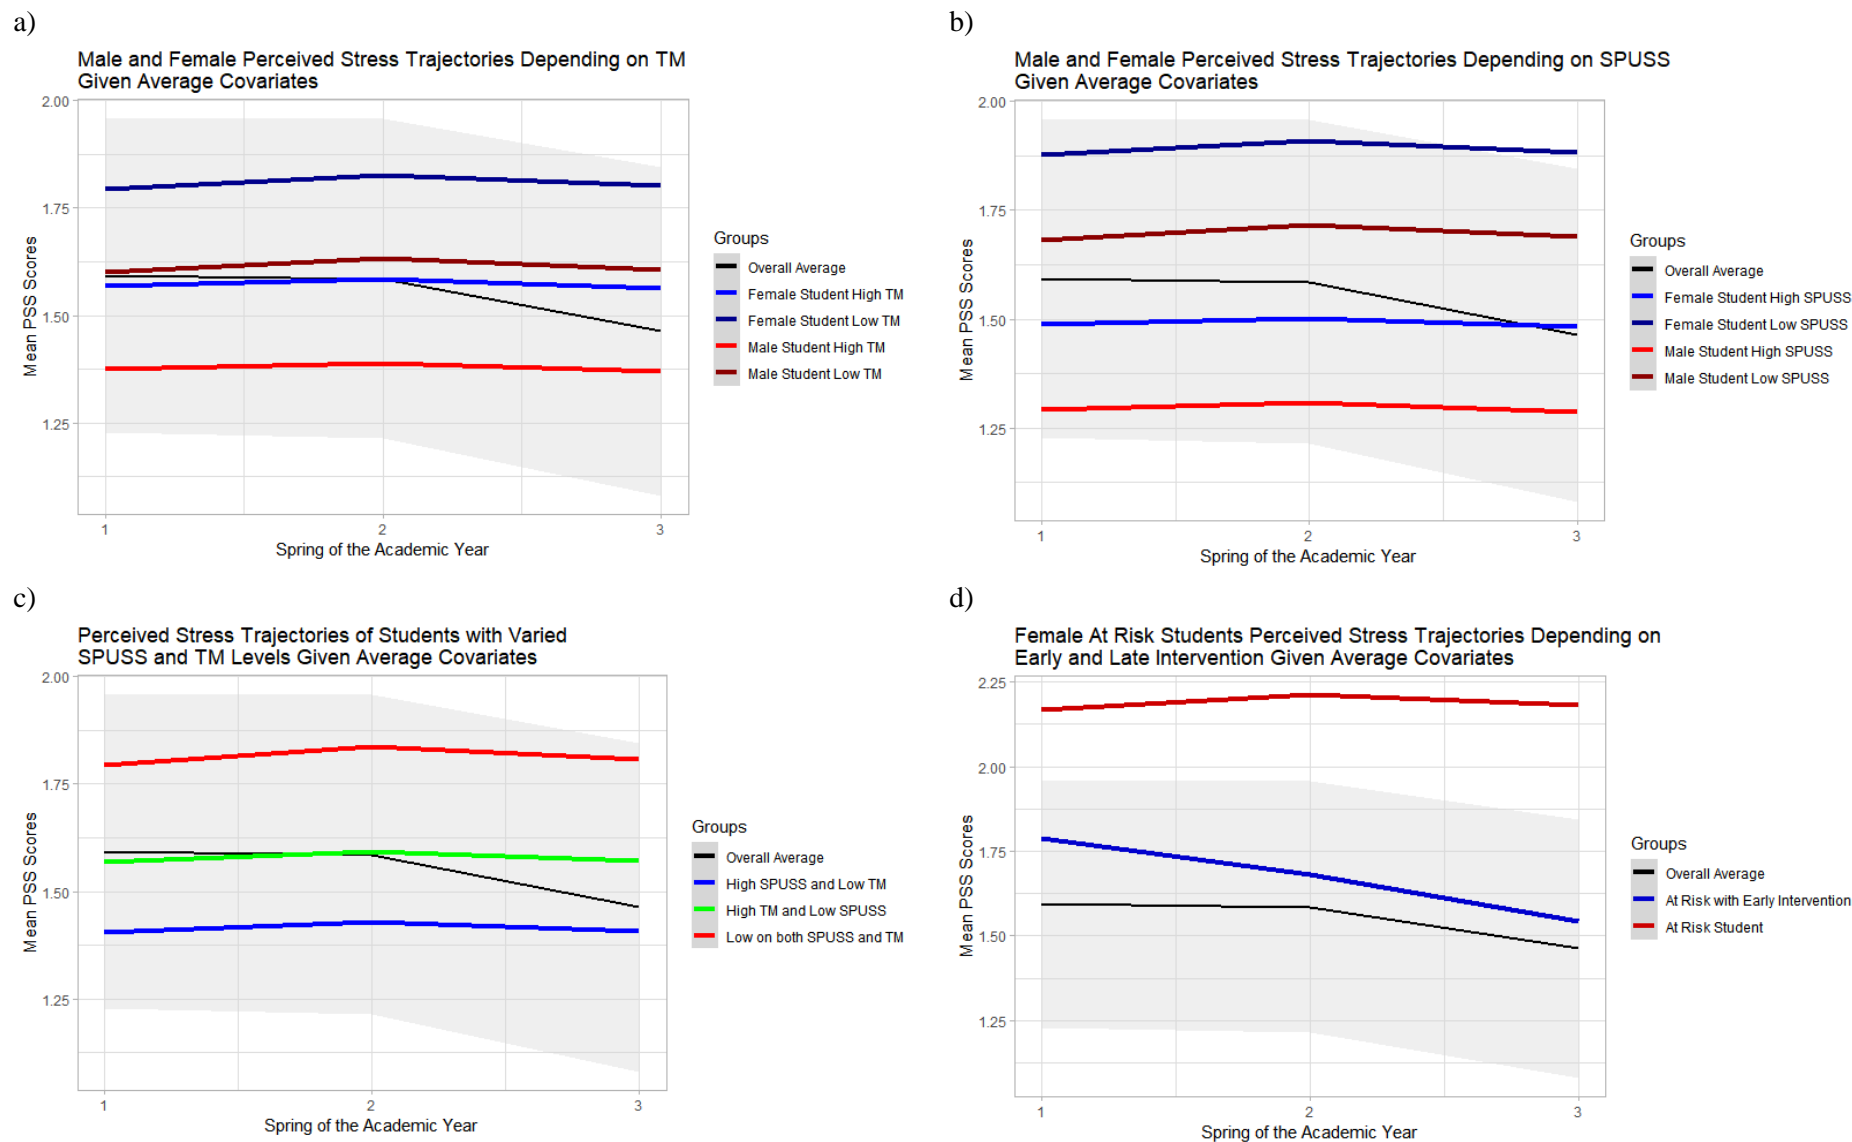 a)
Male and Female Perceived Stress Trajectories Depending on TM
Given Average Covariates
2.00
1.75
1.50
1.25
Mean PSS Scores
1
2
3
Spring of the Academic Year
Groups
Overall Average
Female Student High TM
Female Student Low TM
Male Student High TM
Male Student Low TM
b)
Male and Female Perceived Stress Trajectories Depending on SPUSS
Given Average Covariates
2.00
1.75
1.50
1.25
Mean PSS Scores
1
2
3
Spring of the Academic Year
Groups
Overall Average
Female Student High SPUSS
Female Student Low SPUSS
Male Student High SPUSS
Male Student Low SPUSS
c)
Perceived Stress Trajectories of Students with Varied
SPUSS and TM Levels Given Average Covariates
2.00
1.75
1.50
1.25
Mean PSS Scores
1
2
3
Spring of the Academic Year
Groups
Overall Average
High SPUSS and Low TM
High TM and Low SPUSS
Low on both SPUSS and TM
d)
Female At Risk Students Perceived Stress Trajectories Depending on
Early and Late Intervention Given Average Covariates
2.25
2.00
1.75
1.50
1.25
Mean PSS Scores
1
2
3
Spring of the Academic Year
Groups
Overall Average
At Risk with Early Intervention
At Risk Student